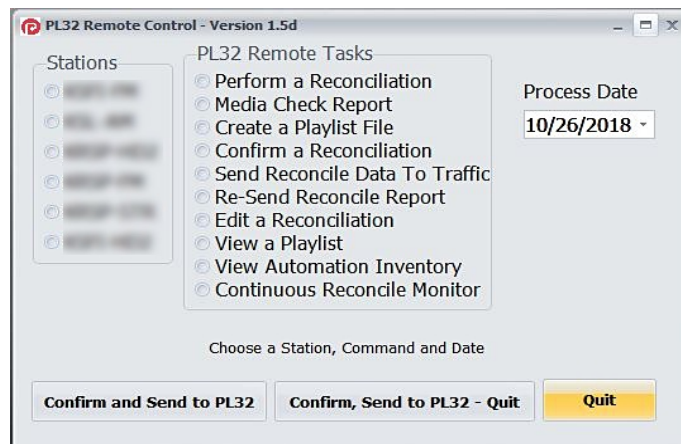 PL32 Remote Control - Version 1.5d
Stations
PL32 Remote Tasks
Perform a Reconciliation
Media Check Report
Create a Playlist File
Confirm a Reconciliation
Send Reconcile Data To Traffic
Re-Send Reconcile Report
Edit a Reconciliation
View a Playlist
View Automation Inventory
Continuous Reconcile Monitor
Process Date
10/26/2018
Choose a Station, Command and Date
Confirm and Send to PL32
Confirm, Send to PL32 - Quit
Quit